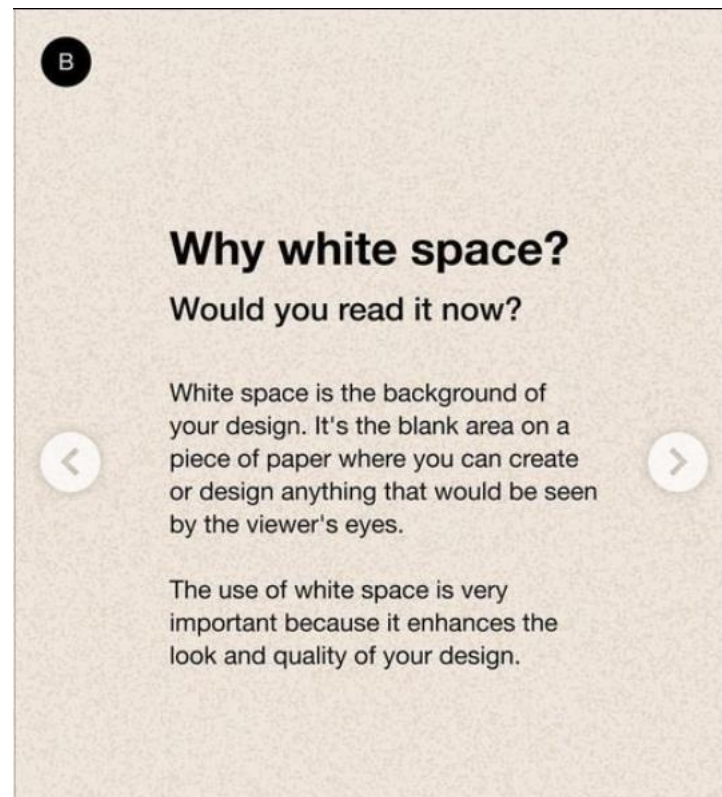 B
Why white space?
Would you read it now?
White space is the background of
your design. It's the blank area on a
piece of paper where you can create
or design anything that would be seen
by the viewer's eyes.
The use of white space is very
important because it enhances the
look and quality of your design.